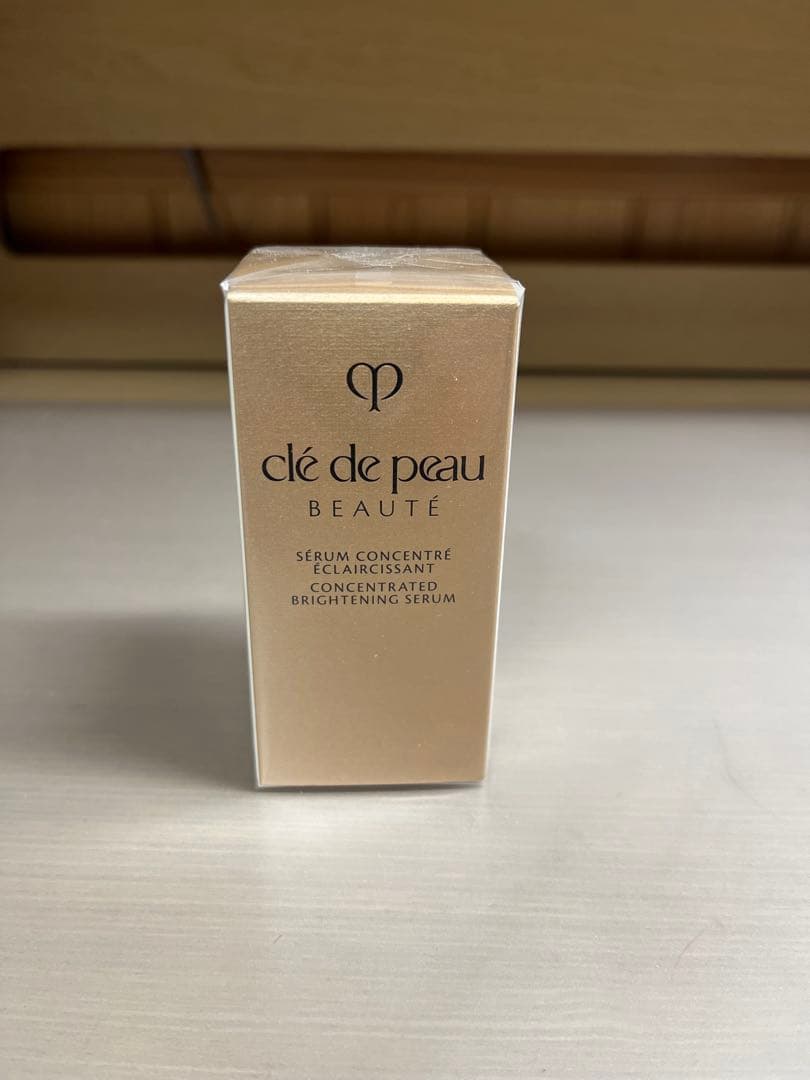 clé de peau
BEAUTÉ
SÉRUM CONCENTRÉ
ÉCLAIRCISSANT
CONCENTRATED
BRIGHTENING SERUM